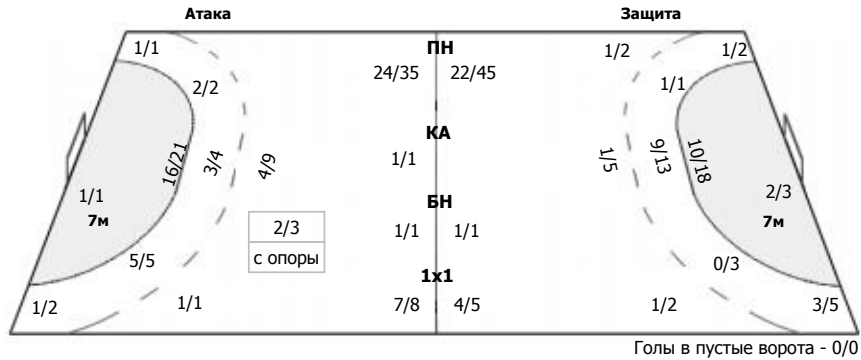 Атака Защита
ПН
1/1 1/2 1/2
24/35 22/45
2/2 1/1
КА
16/21 3/4 4/9 1/1 1/5 9/13 10/18
1/1 2/3
БН
7м 7м
2/3 1/1 1/1
с опоры
5/5 0/3
1x1
1/2 1/1 7/8 4/5 1/2 3/5
Голы в пустые ворота - 0/0